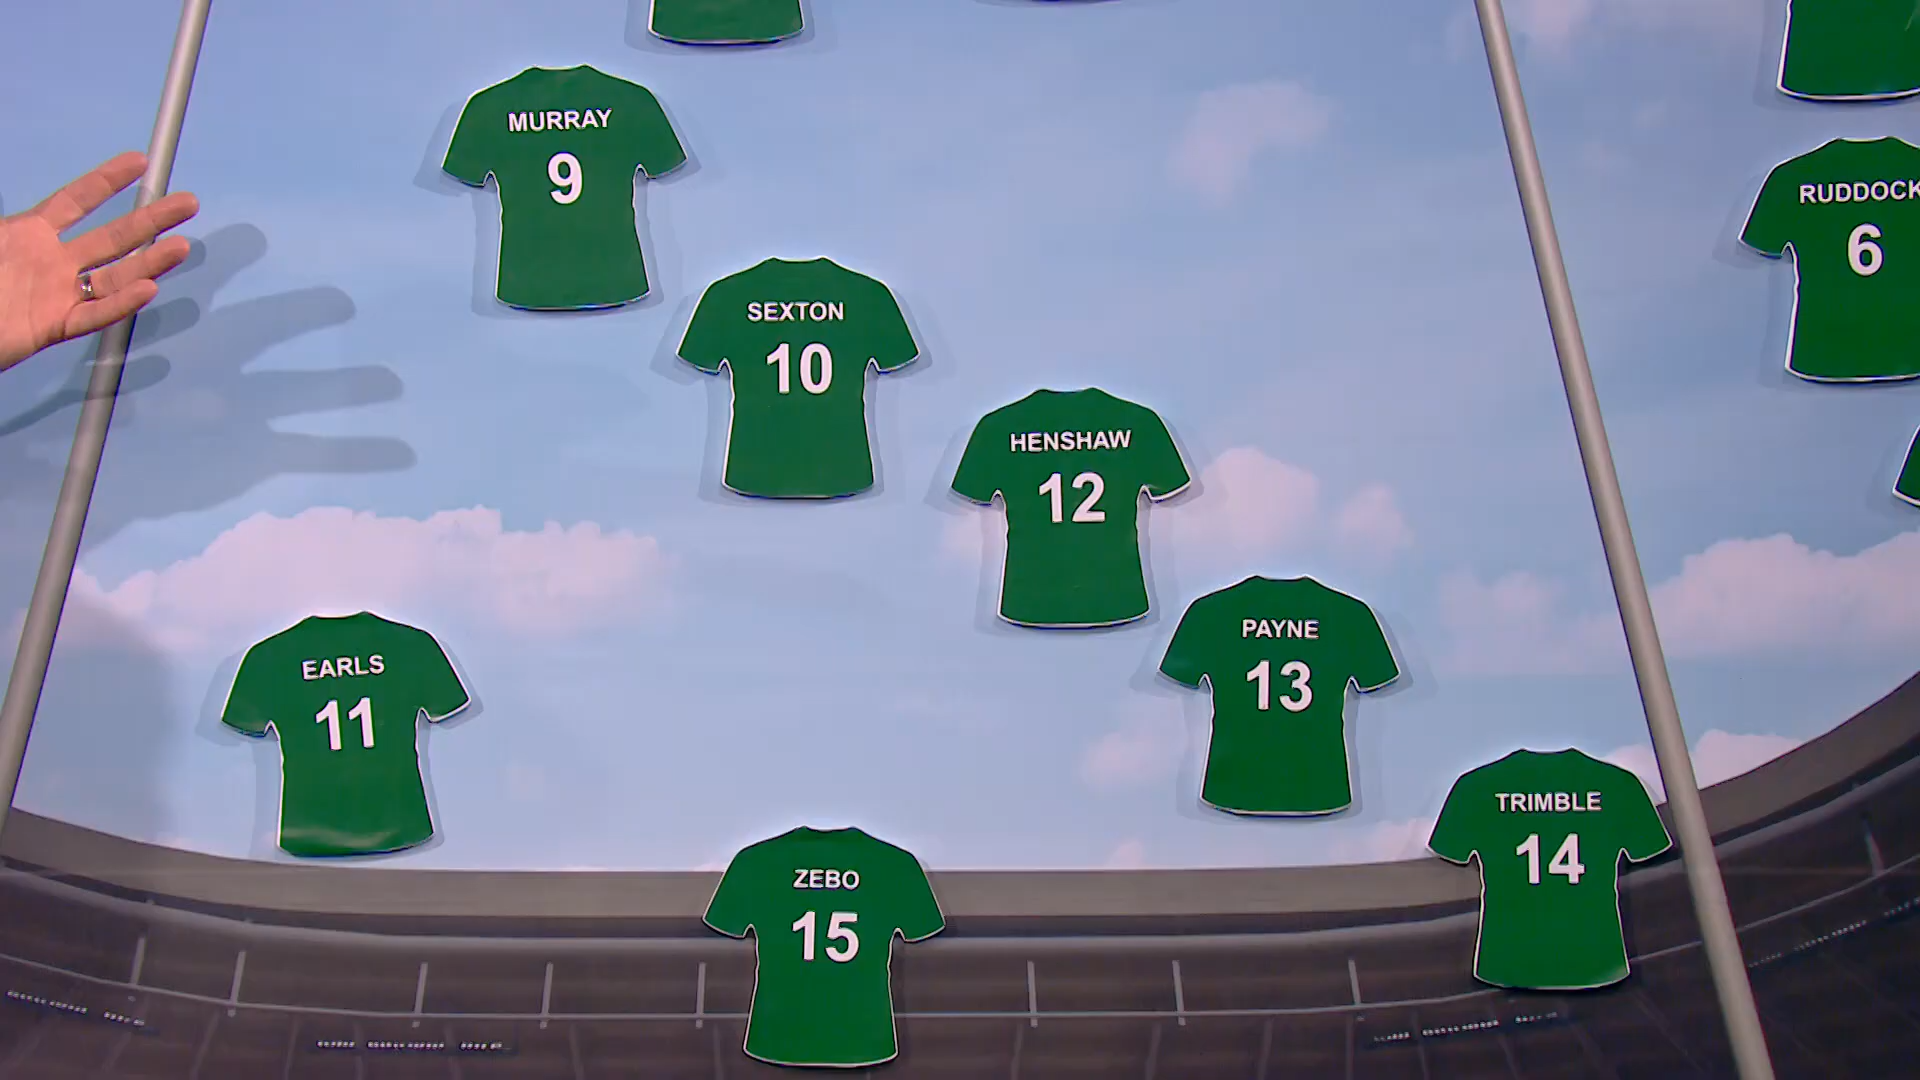 MURRAY
9
RUDDOCK
6
SEXTON
10
HENSHAW
12
PAYNE
13
EARLS
11
TRIMBLE
14
ZEBO
15